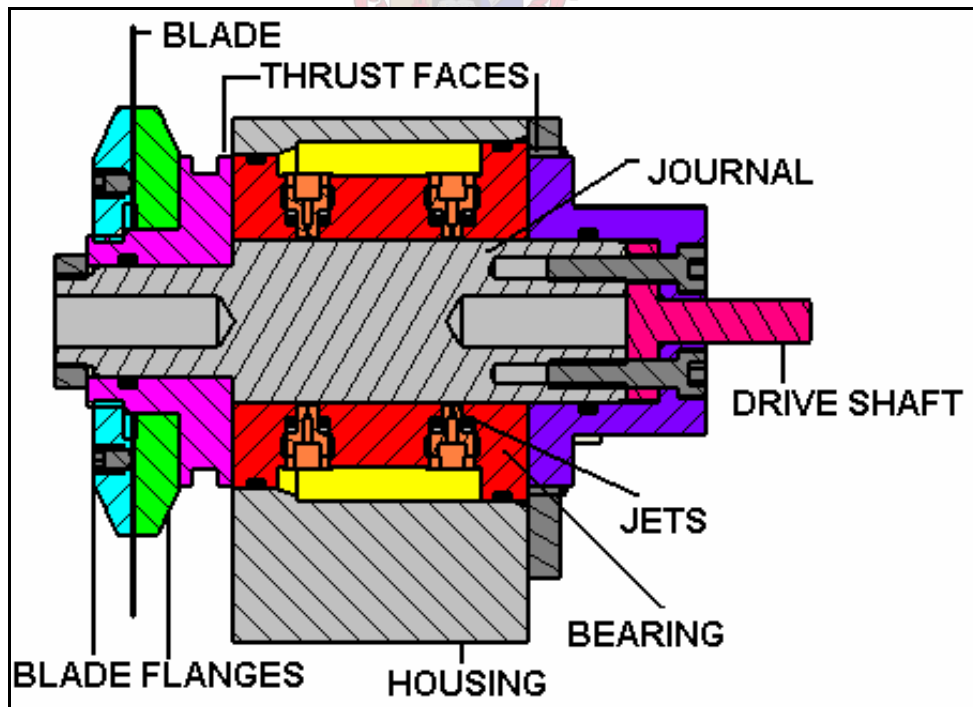 BLADE
THRUST FACES
JOURNAL
DRIVE SHAFT
JETS
BEARING
BLADE FLANGES
HOUSING